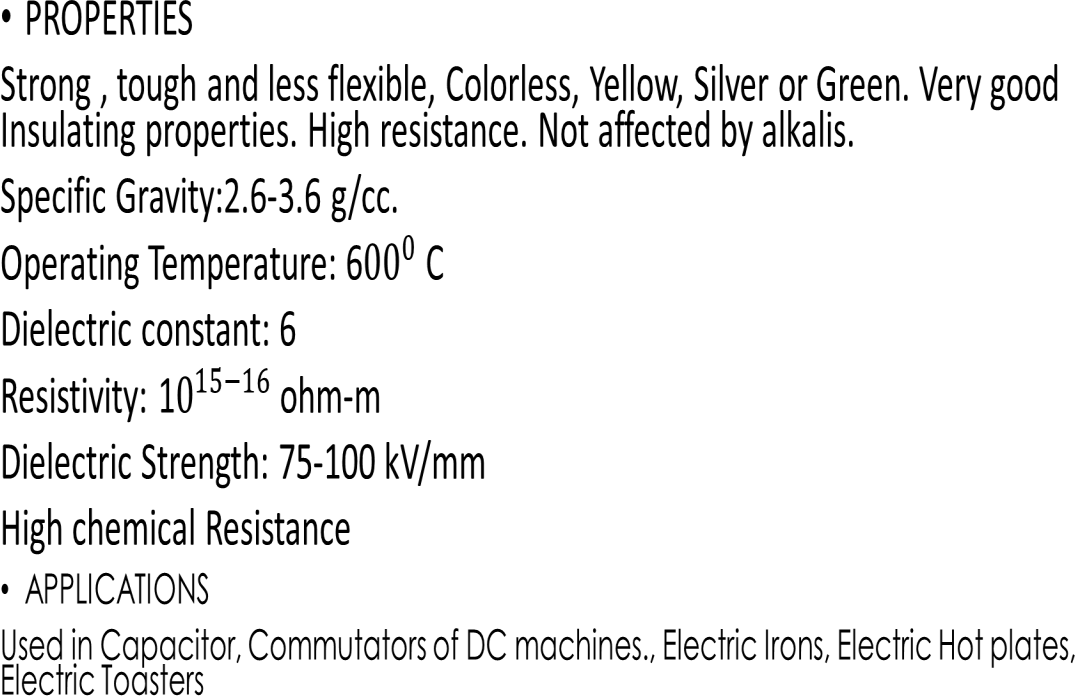 • PROPERTIES
Strong , tough and less flexible, Colorless, Yellow, Silver or Green. Very good
Insulating properties. High resistance. Not affected by alkalis.
Specific Gravity:2.6-3.6 g/cc.
Operating Temperature: 600⁰ C
Dielectric constant: 6
Resistivity: 10¹⁵⁻¹⁶ ohm-m
Dielectric Strength: 75-100 kV/mm
High chemical Resistance
• APPLICATIONS
Used in Capacitor, Commutators of DC machines., Electric Irons, Electric Hot plates,
Electric Toasters